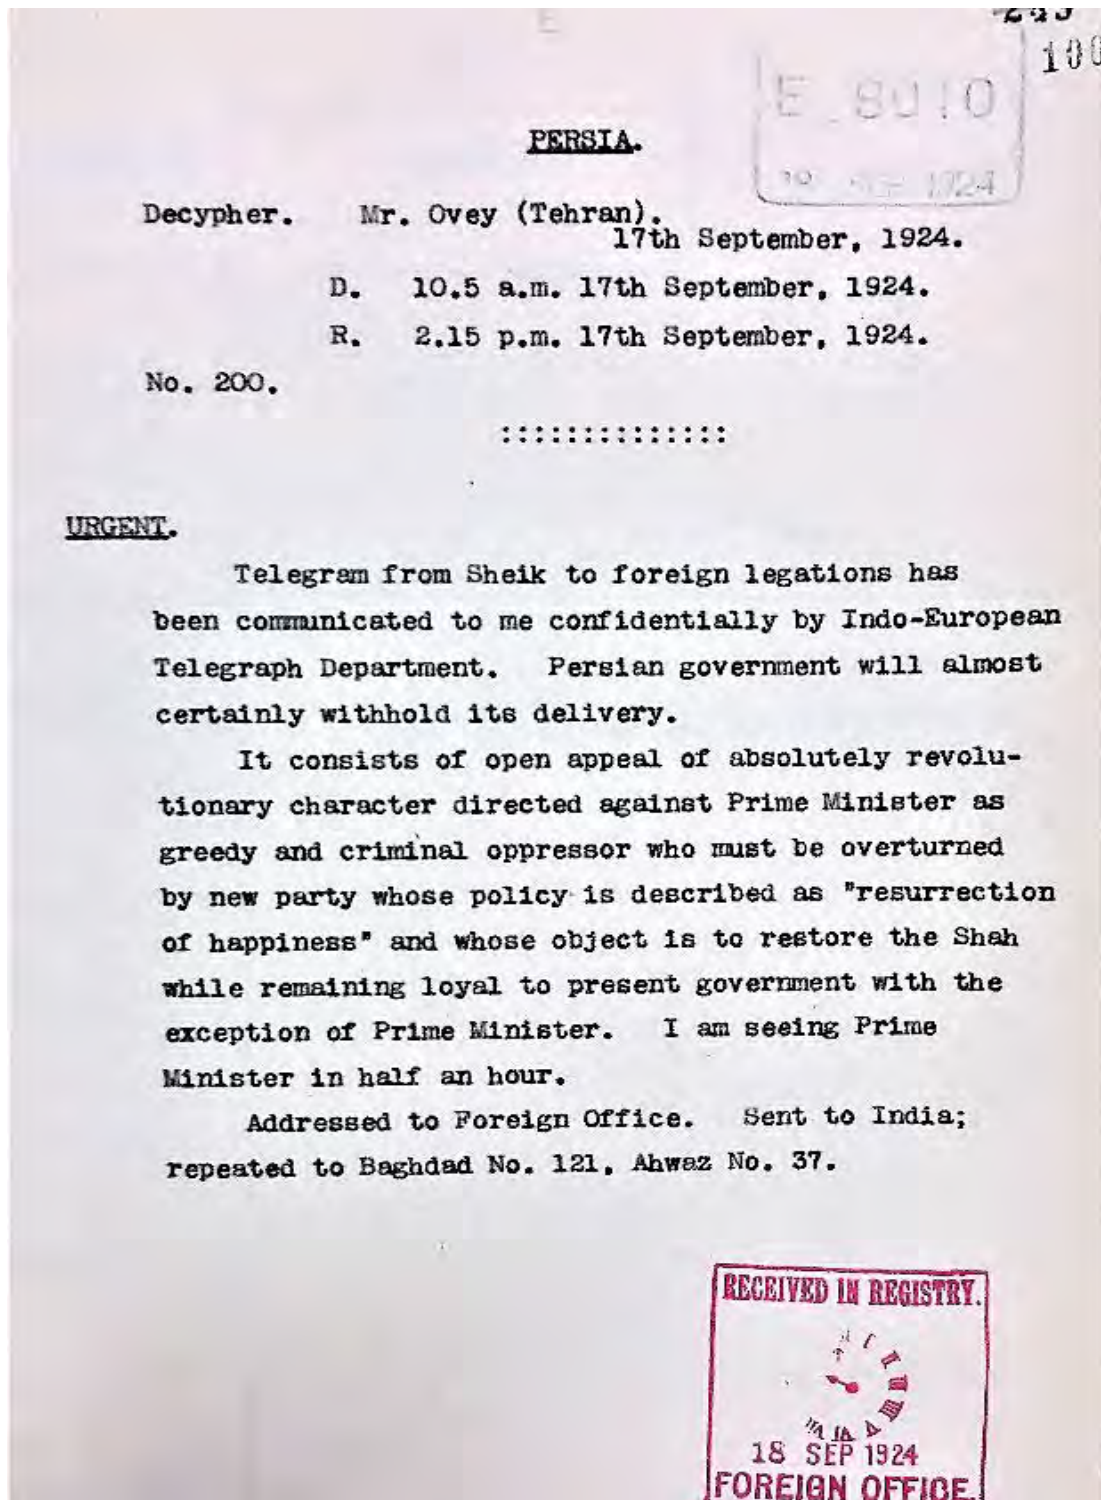 100
E 8010
1924
PERSIA.
Decypher. Mr. Ovey (Tehran).
17th September, 1924.
D. 10.5 a.m. 17th September, 1924.
R. 2.15 p.m. 17th September, 1924.
No. 200.
::::::::::::::
URGENT.
Telegram from Sheik to foreign legations has
been communicated to me confidentially by Indo-European
Telegraph Department. Persian government will almost
certainly withhold its delivery.
It consists of open appeal of absolutely revolu-
tionary character directed against Prime Minister as
greedy and criminal oppressor who must be overturned
by new party whose policy is described as "resurrection
of happiness" and whose object is to restore the Shah
while remaining loyal to present government with the
exception of Prime Minister. I am seeing Prime
Minister in half an hour.
Addressed to Foreign Office. Sent to India;
repeated to Baghdad No. 121, Ahwaz No. 37.
RECEIVED IN REGISTRY.
18 SEP 1924
FOREIGN OFFICE.